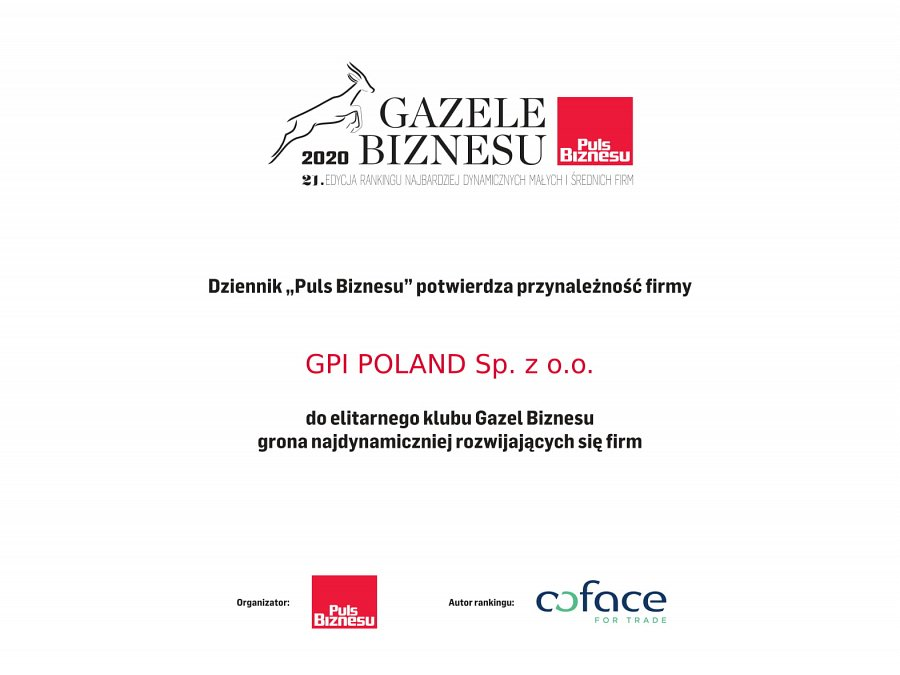 GAZELE
2020 BIZNESU
Puls
Biznesu
21. EDYCJA RANKINGU NAJBARDZIEJ DYNAMICZNYCH MAŁYCH I ŚREDNICH FIRM
Dziennik „Puls Biznesu” potwierdza przynależność firmy
GPI POLAND Sp. z o.o.
do elitarnego klubu Gazel Biznesu
grona najdynamiczniej rozwijających się firm
Organizator:
Puls
Biznesu
Autor rankingu:
coface
FOR TRADE